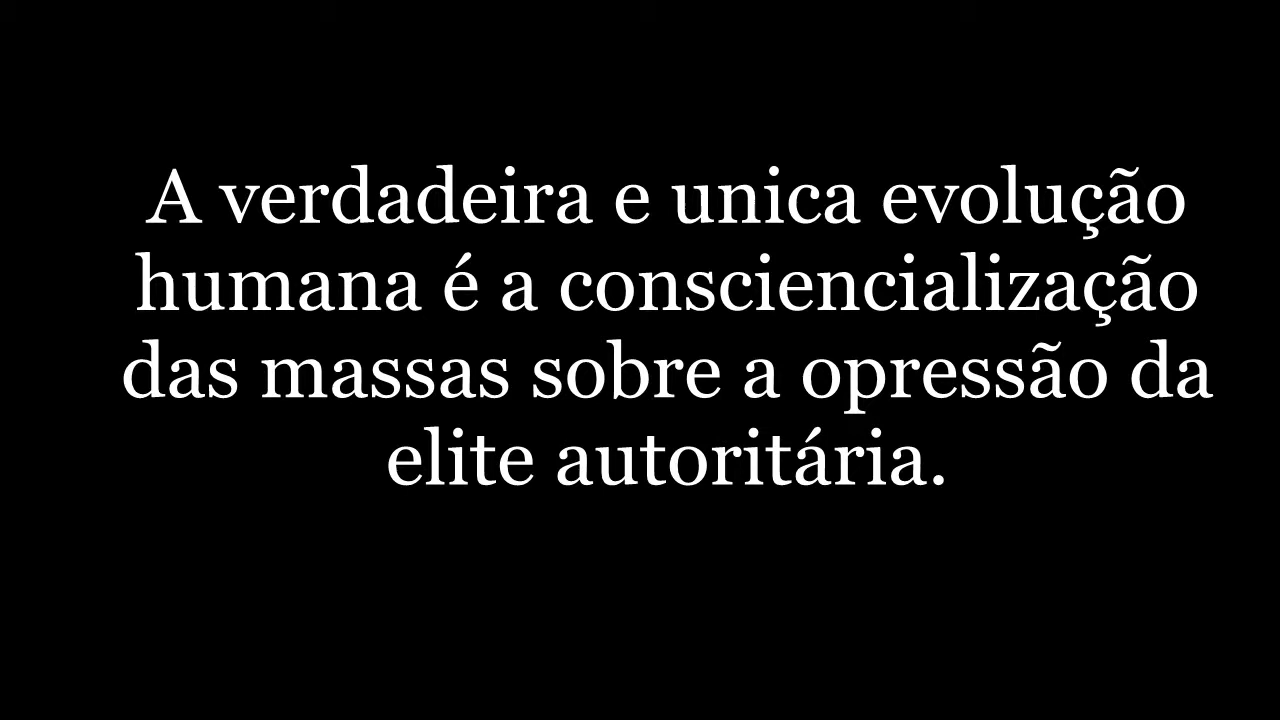 A verdadeira e unica evolução
humana é a consciencialização
das massas sobre a opressão da
elite autoritária.